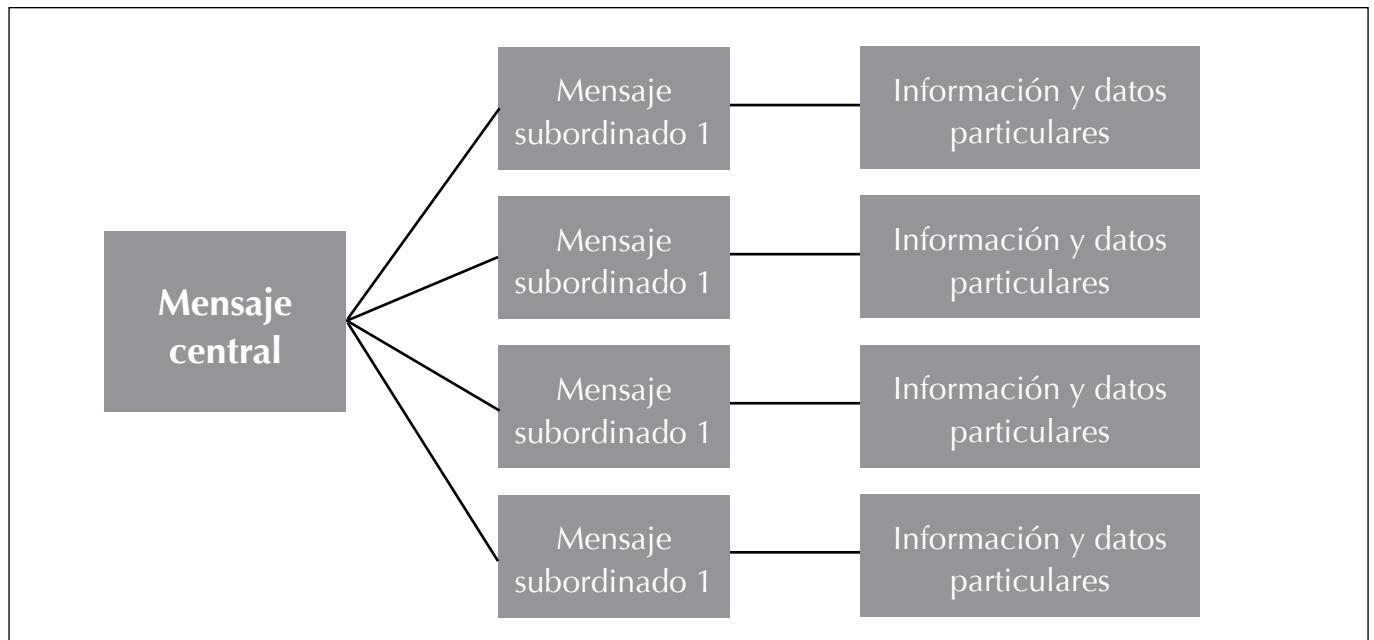 Mensaje
central
Mensaje
subordinado 1
Información y datos
particulares
Mensaje
subordinado 1
Información y datos
particulares
Mensaje
subordinado 1
Información y datos
particulares
Mensaje
subordinado 1
Información y datos
particulares